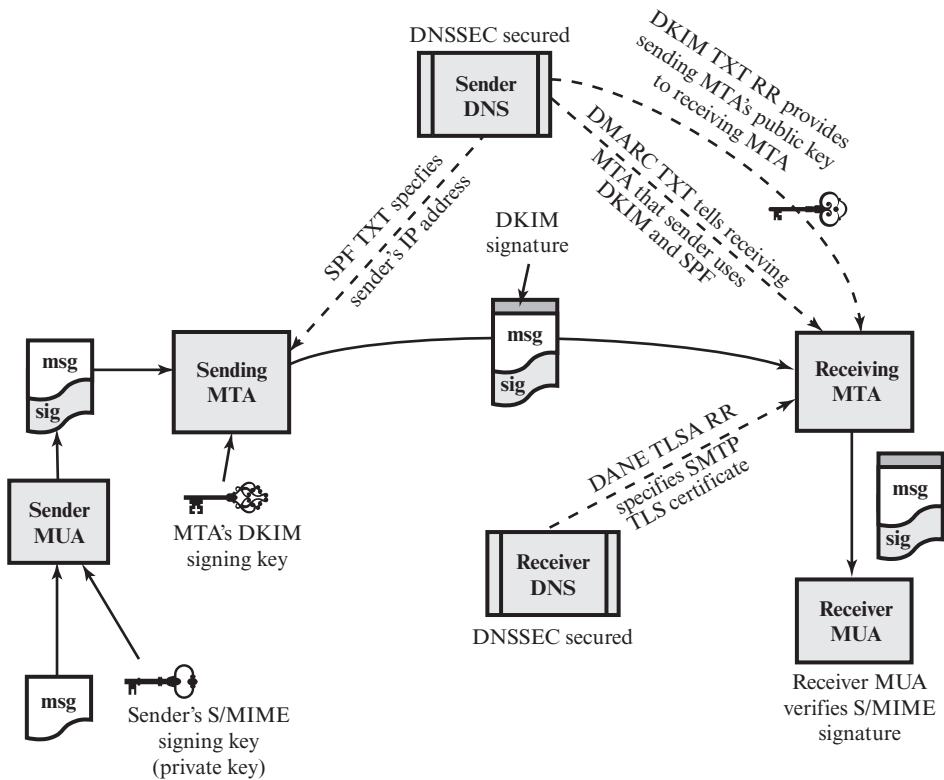 DNSSEC secured
Sender
DNS
DKIM TXT RR provides
sending MTA's public key
to receiving MTA
DMARC TXT tells receiving
MTA that sender uses
DKIM and SPF
SPF TXT specfies
sender's IP address
DKIM
signature
msg
sig
Sending
MTA
msg
sig
Receiving
MTA
DANE TLSA RR
specifies SMTP
TLS certificate
Sender
MUA
MTA's DKIM
signing key
Receiver
DNS
DNSSEC secured
msg
sig
Receiver
MUA
msg
Sender's S/MIME
signing key
(private key)
Receiver MUA
verifies S/MIME
signature